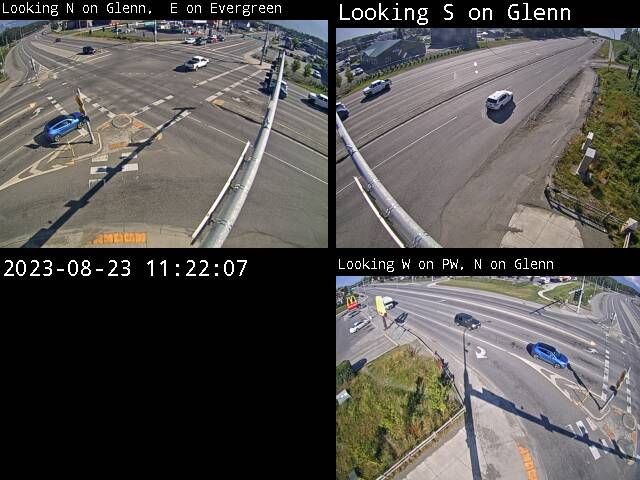 Looking N on Glenn, E on Evergreen
Looking S on Glenn
2023-08-23 11:22:07
Looking W on PW, N on Glenn